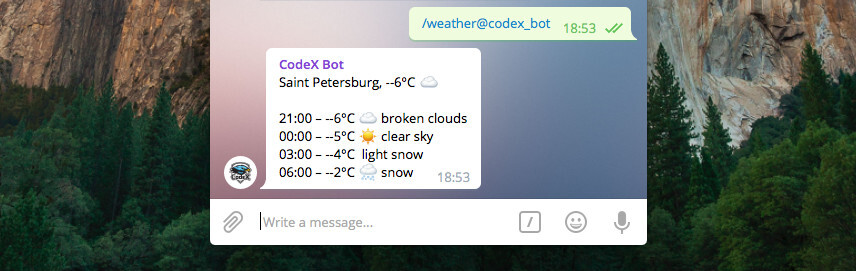 /weather@codex_bot 18:53
CodeX Bot
Saint Petersburg, --6°C ☁️
21:00 – --6°C ☁️ broken clouds
00:00 – --5°C ☀️ clear sky
03:00 – --4°C light snow
06:00 – --2°C 🌨 snow 18:53
CodeX
Write a message...
/